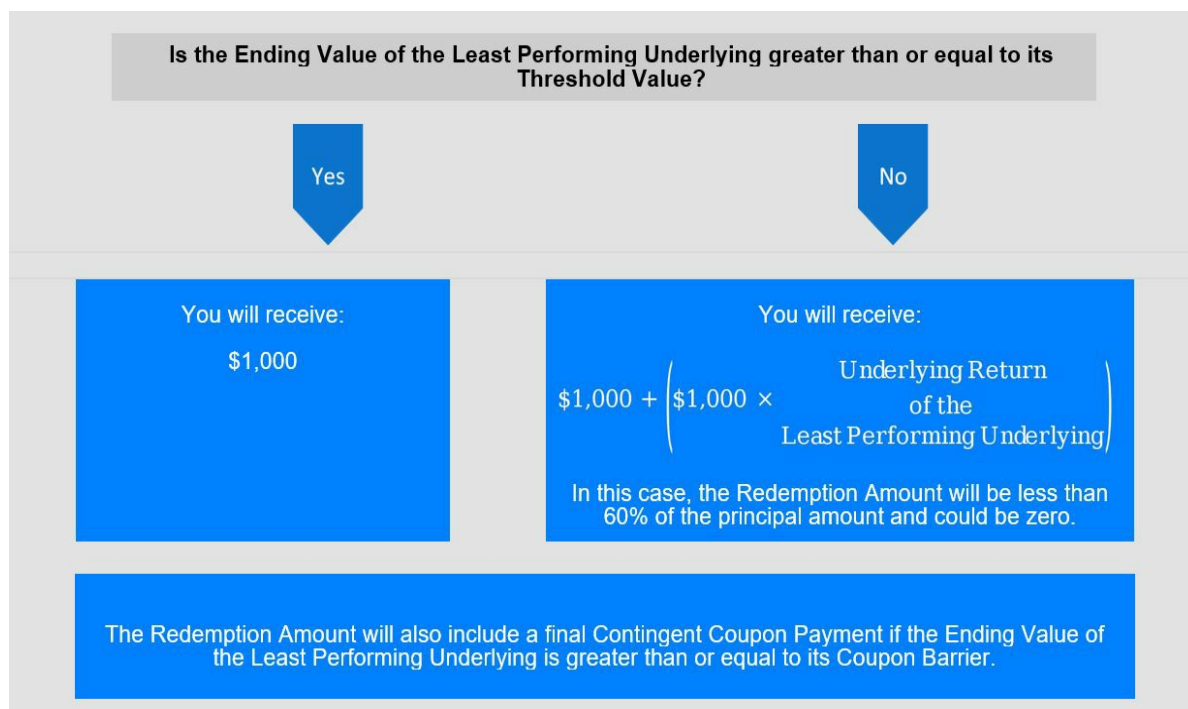 Is the Ending Value of the Least Performing Underlying greater than or equal to its
Threshold Value?
Yes
No
You will receive:
$1,000
You will receive:
$1,000 + ($1,000 × Underlying Return
of the
Least Performing Underlying)
In this case, the Redemption Amount will be less than
60% of the principal amount and could be zero.
The Redemption Amount will also include a final Contingent Coupon Payment if the Ending Value of
the Least Performing Underlying is greater than or equal to its Coupon Barrier.